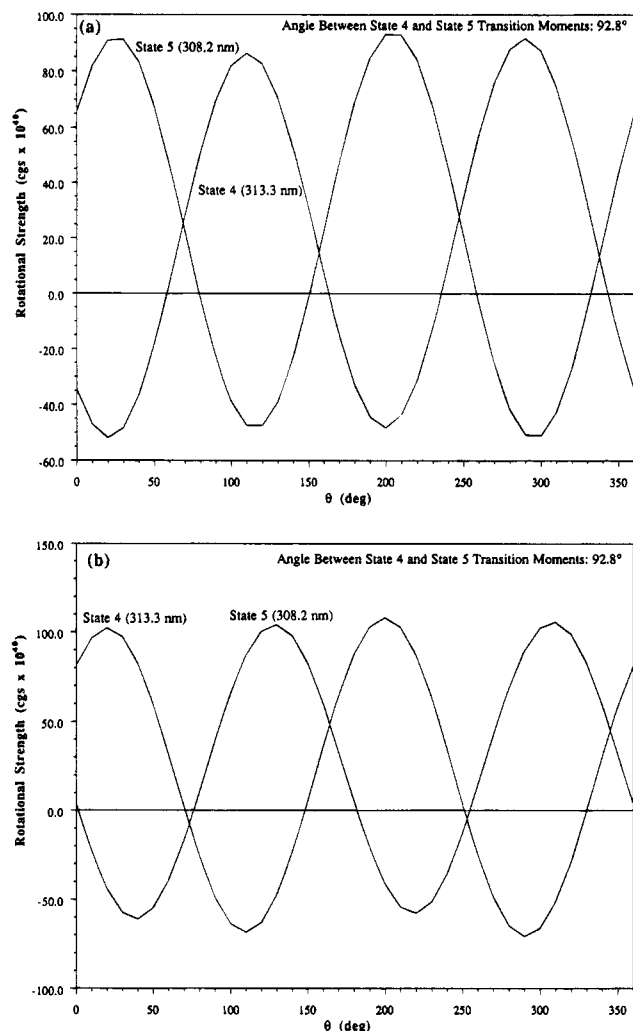 (a)
Angle Between State 4 and State 5 Transition Moments: 92.8°
State 5 (308.2 nm)
State 4 (313.3 nm)
Rotational Strength (cgs x 10⁴⁰)
100.0
80.0
60.0
40.0
20.0
0.0
-20.0
-40.0
-60.0
0
50
100
150
200
250
300
350
θ (deg)
(b)
Angle Between State 4 and State 5 Transition Moments: 92.8°
State 4 (313.3 nm)
State 5 (308.2 nm)
Rotational Strength (cgs x 10⁴⁰)
150.0
100.0
50.0
0.0
-50.0
-100.0
0
50
100
150
200
250
300
350
θ (deg)